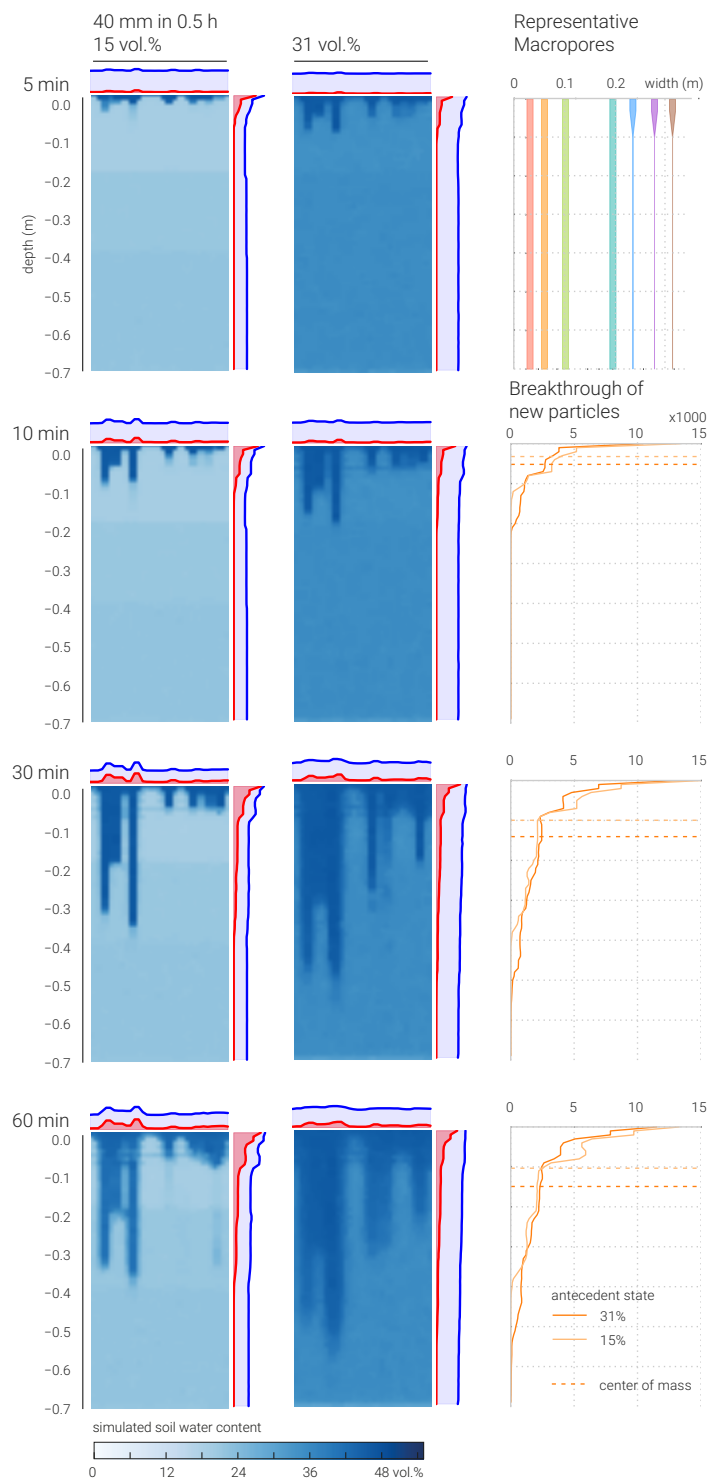 40 mm in 0.5 h
15 vol.%
31 vol.%
Representative
Macropores
5 min
0 0.1 0.2 width (m)
0.0
−0.1
−0.2
−0.3
−0.4
−0.5
−0.6
−0.7
depth (m)
Breakthrough of
new particles
x1000
0 5 10 15
10 min
0.0
−0.1
−0.2
−0.3
−0.4
−0.5
−0.6
−0.7
30 min
0.0
−0.1
−0.2
−0.3
−0.4
−0.5
−0.6
−0.7
60 min
0 5 10 15
0.0
−0.1
−0.2
−0.3
−0.4
−0.5
−0.6
−0.7
antecedent state
31%
15%
center of mass
simulated soil water content
0 12 24 36 48 vol.%